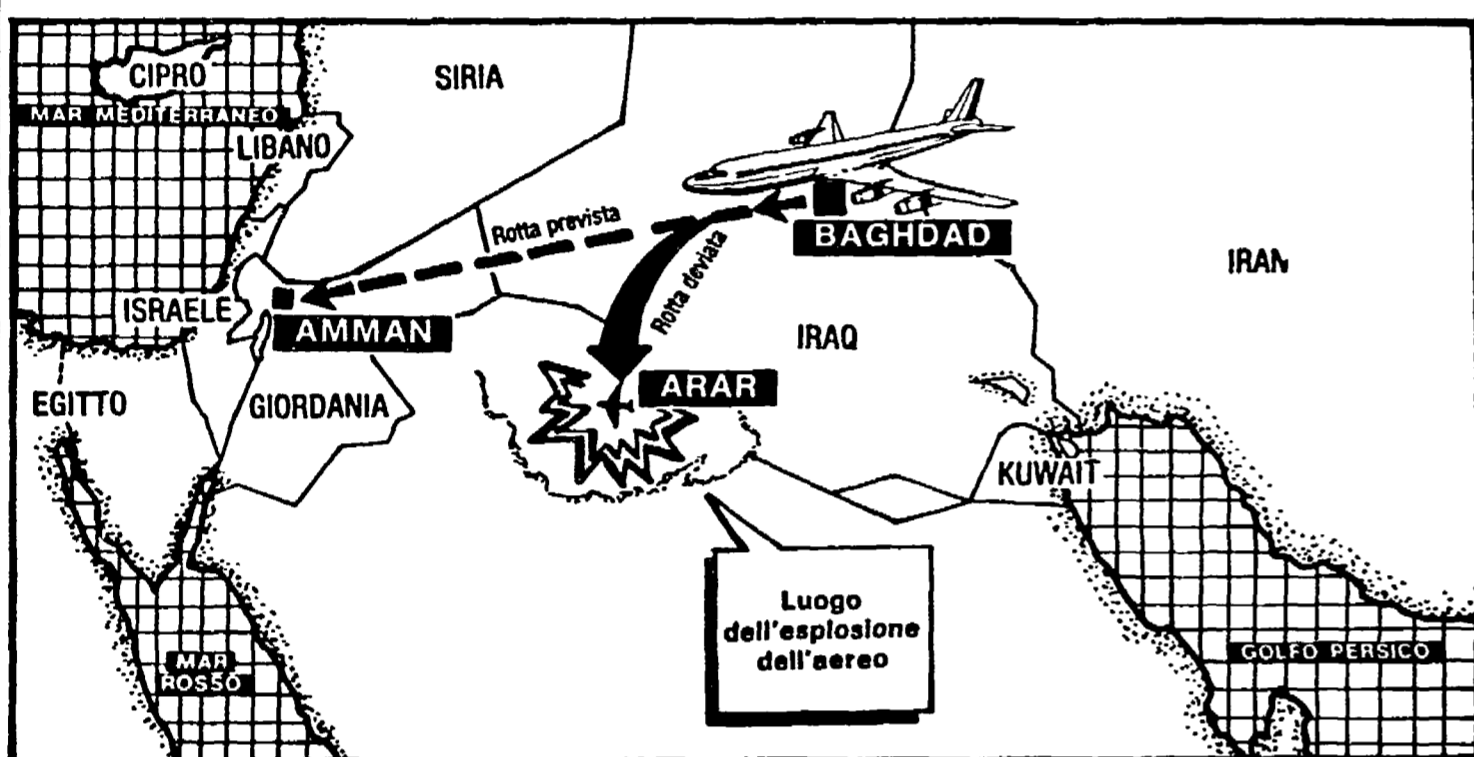 CIPRO
SIRIA
MAR MEDITERRANEO
LIBANO
Rotta prevista
BAGHDAD
Rotta deviata
IRAN
ISRAELE
AMMAN
IRAQ
ARAR
EGITTO
GIORDANIA
KUWAIT
Luogo
dell'esplosione
dell'aereo
MAR
ROSSO
GOLFO PERSICO